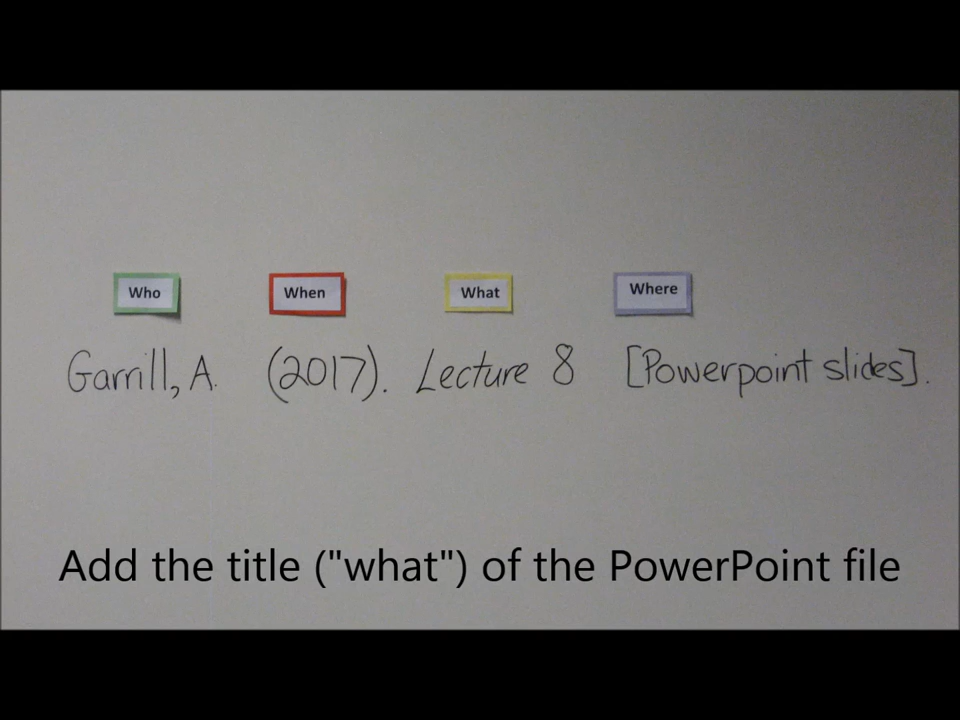 Who When What Where
Garrill, A. (2017). Lecture 8 [Powerpoint slides].
Add the title ("what") of the PowerPoint file